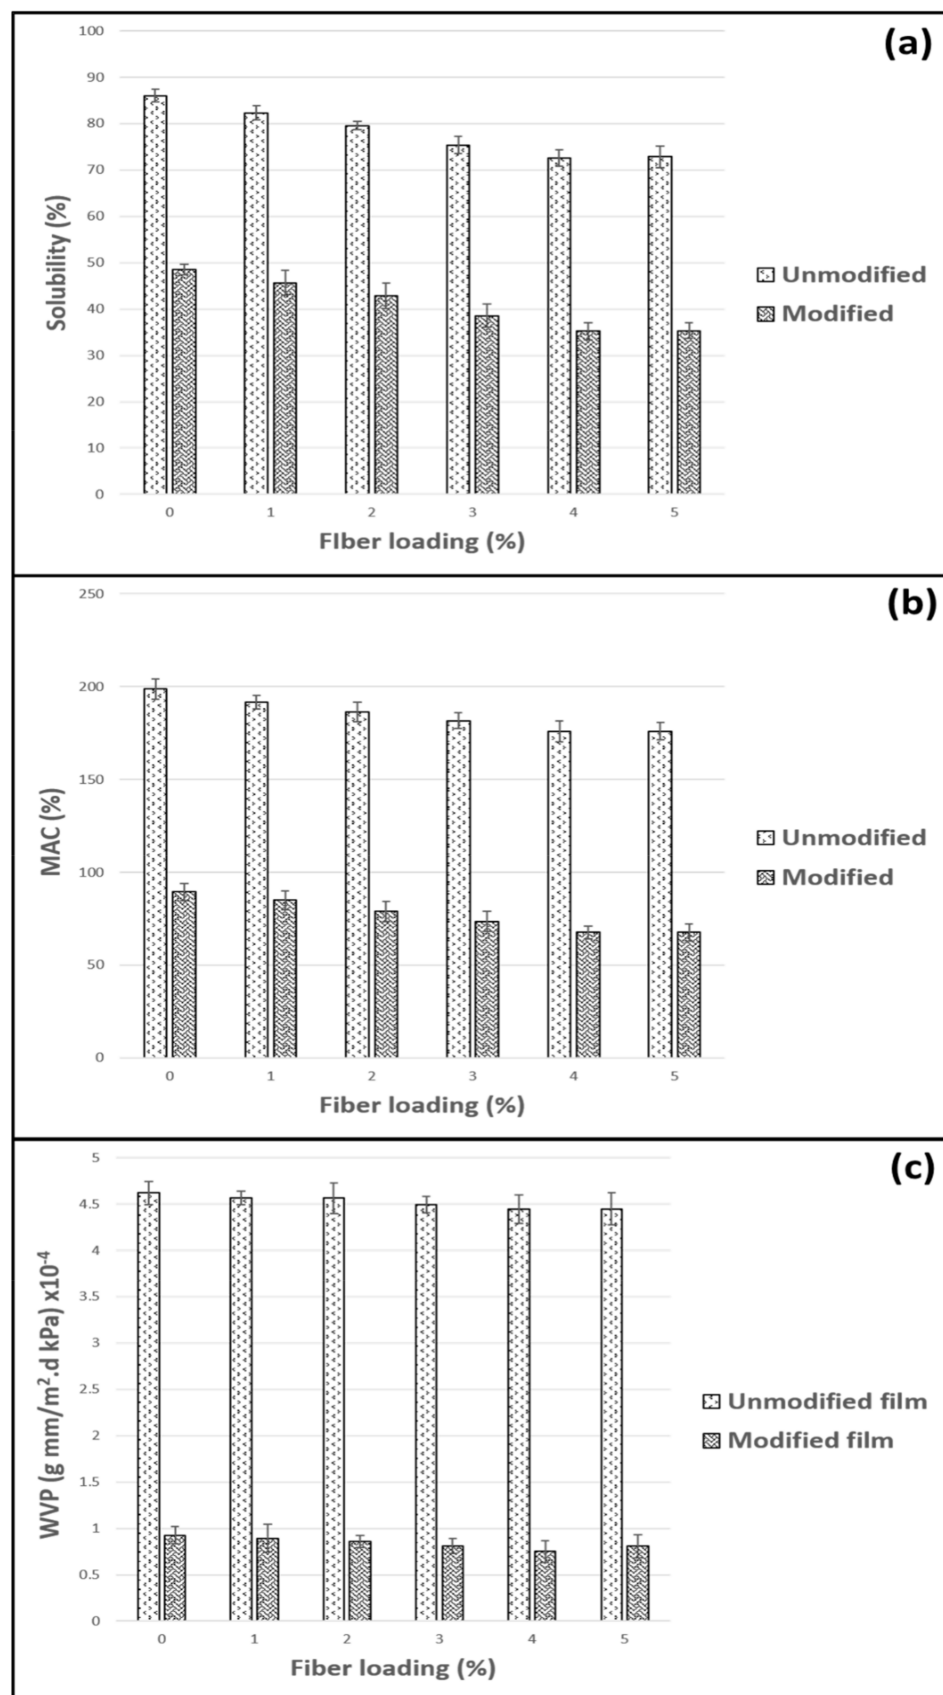 (a)
100
90
80
70
60
50
40
30
20
10
0
Solubility (%)
0 1 2 3 4 5
FIber loading (%)
Unmodified
Modified
(b)
250
200
150
100
50
0
MAC (%)
0 1 2 3 4 5
Fiber loading (%)
Unmodified
Modified
(c)
5
4.5
4
3.5
3
2.5
2
1.5
1
0.5
0
WVP (g mm/m².d kPa) x10⁻⁴
0 1 2 3 4 5
Fiber loading (%)
Unmodified film
Modified film